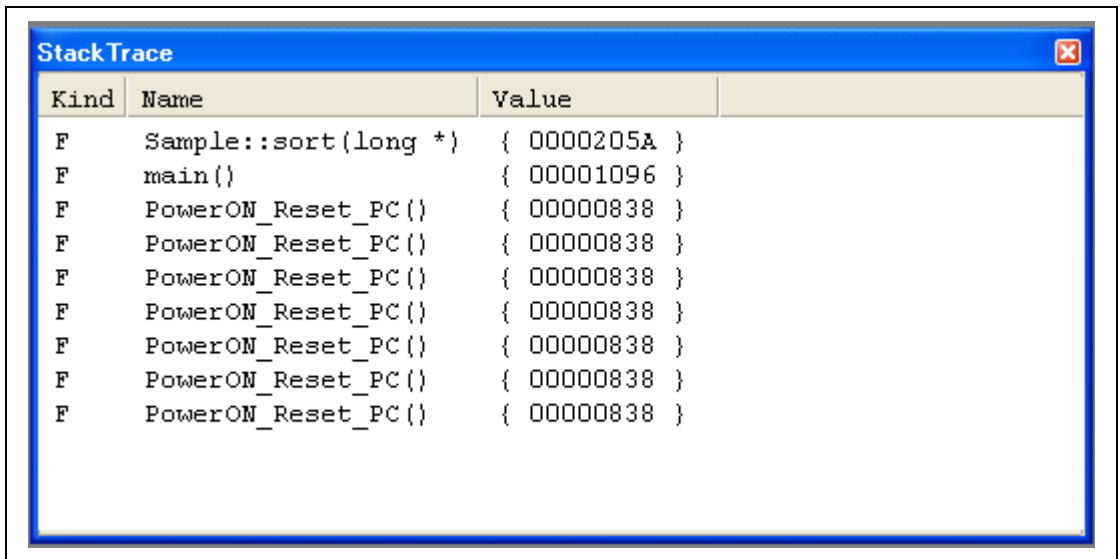 StackTrace
Kind Name Value
F Sample::sort(long *) { 0000205A }
F main() { 00001096 }
F PowerON_Reset_PC() { 00000838 }
F PowerON_Reset_PC() { 00000838 }
F PowerON_Reset_PC() { 00000838 }
F PowerON_Reset_PC() { 00000838 }
F PowerON_Reset_PC() { 00000838 }
F PowerON_Reset_PC() { 00000838 }
F PowerON_Reset_PC() { 00000838 }